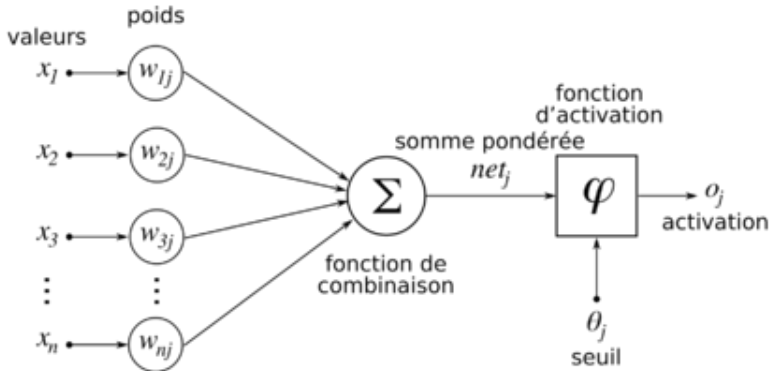 poids
valeurs
x1
w1j
x2
w2j
x3
w3j
⋮
⋮
xn
wnj
Σ
fonction de
combinaison
somme pondérée
netj
fonction
d'activation
φ
oj
activation
θj
seuil